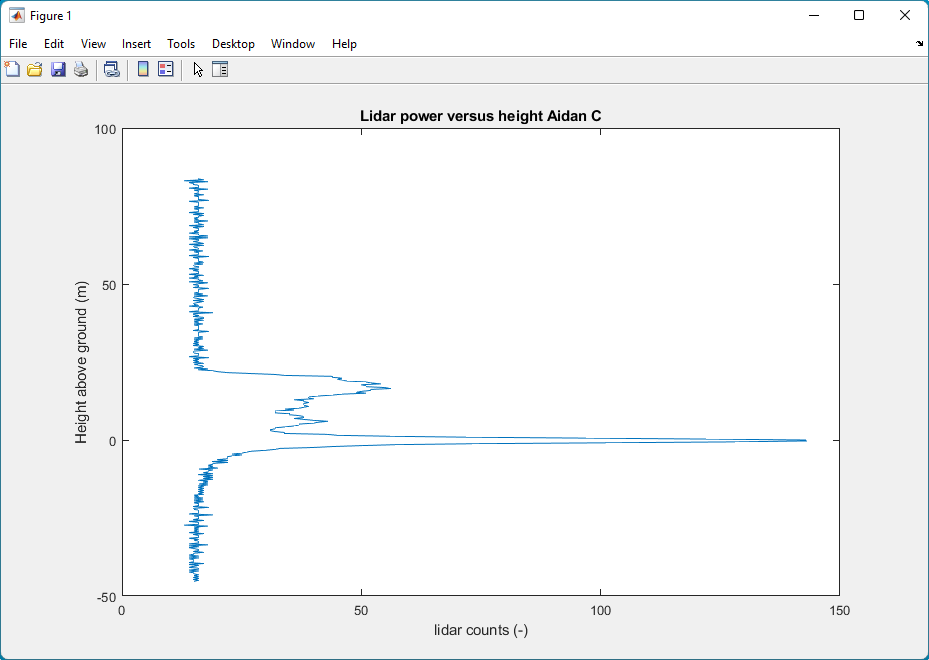 Figure 1
File Edit View Insert Tools Desktop Window Help
Lidar power versus height Aidan C
100
50
0
-50
Height above ground (m)
0 50 100 150
lidar counts (-)